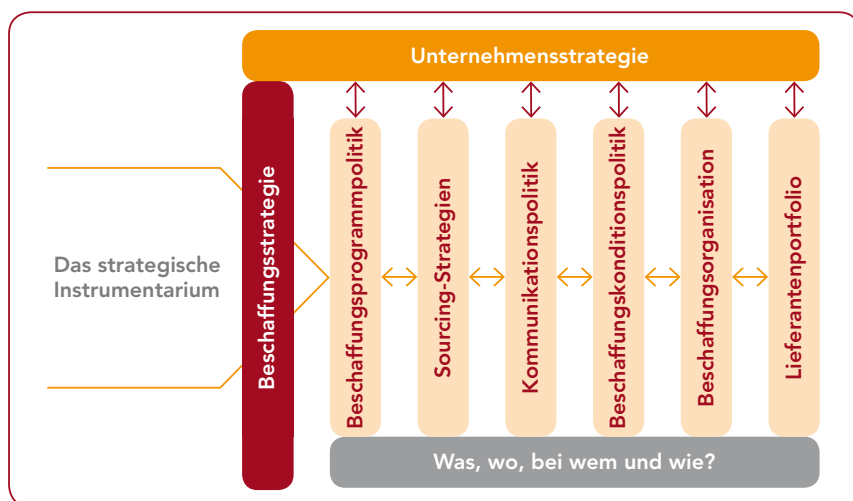 Unternehmensstrategie
Das strategische
Instrumentarium
Beschaffungsstrategie
Beschaffungsprogrammpolitik
Sourcing-Strategien
Kommunikationspolitik
Beschaffungskonditionspolitik
Beschaffungsorganisation
Lieferantenportfolio
Was, wo, bei wem und wie?